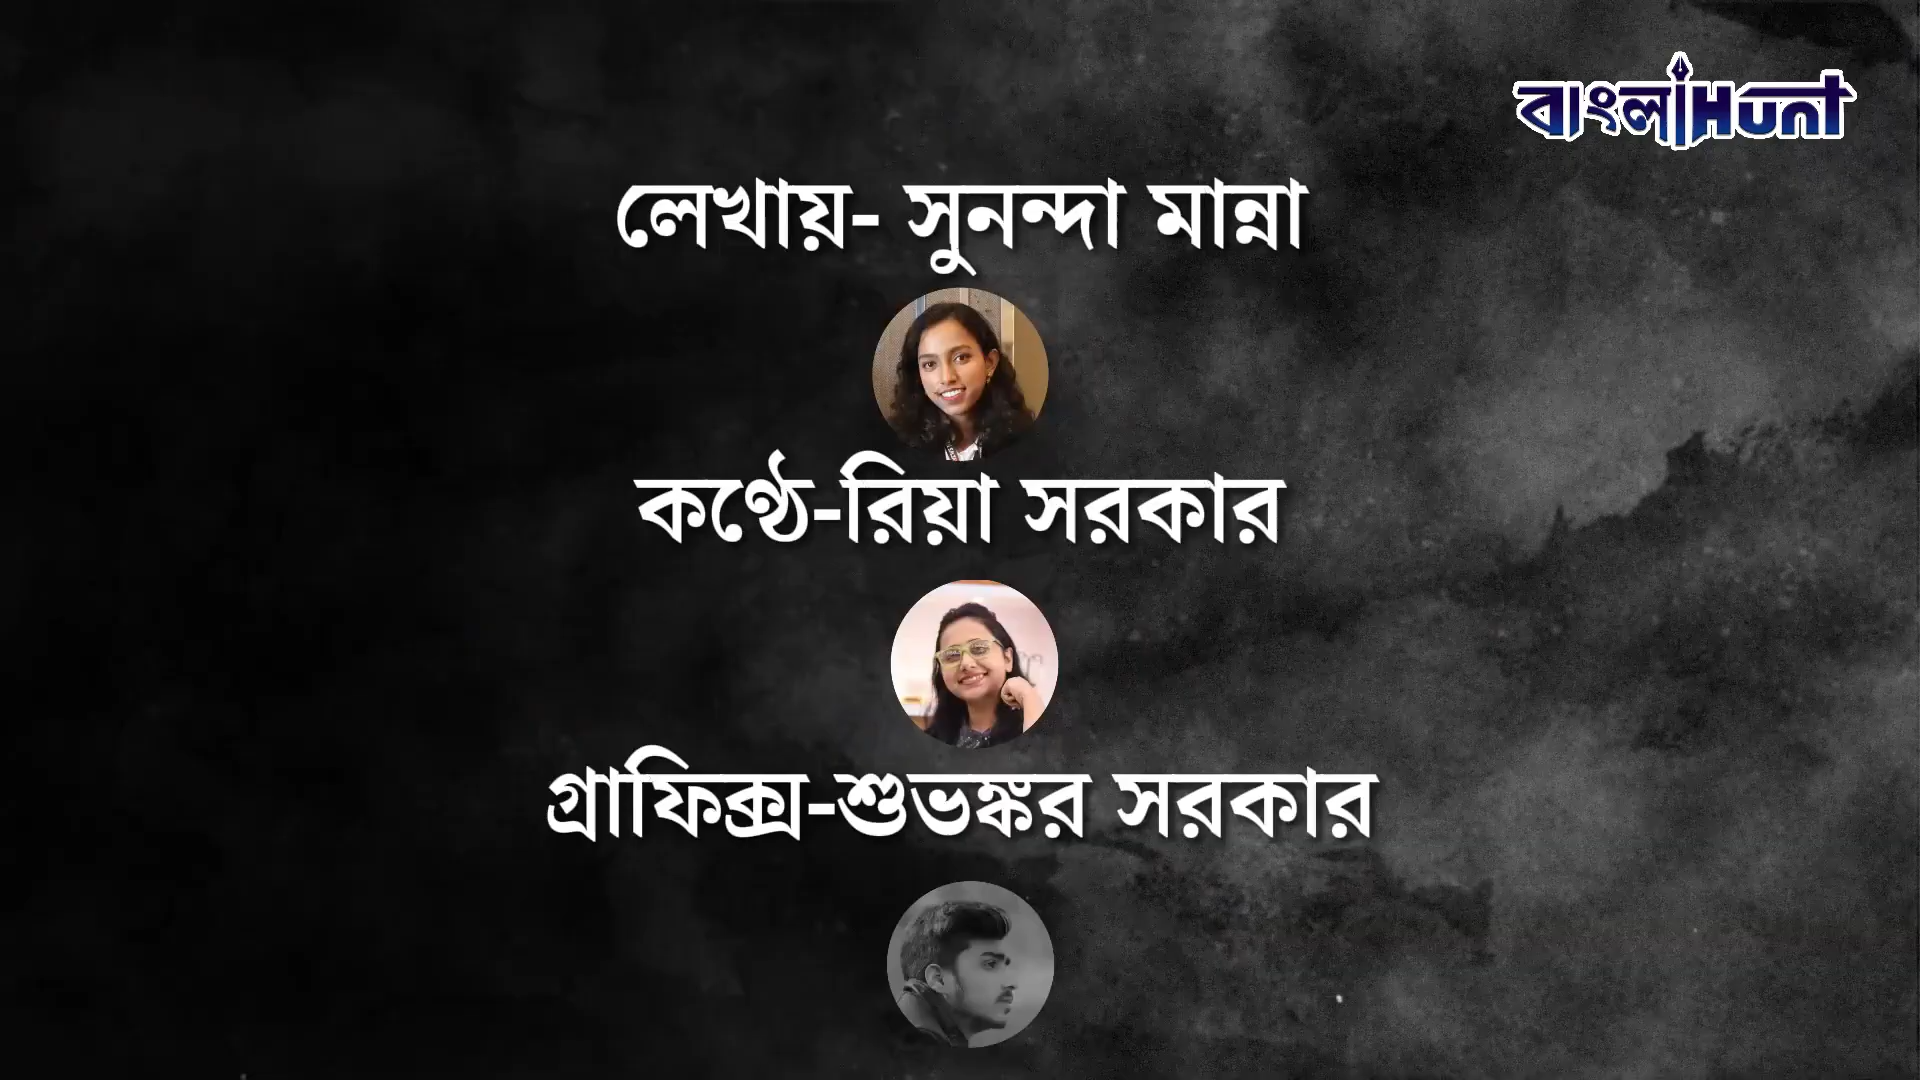 বাংলাHunt
লেখায়- সুনন্দা মান্না
কণ্ঠে-রিয়া সরকার
গ্রাফিক্স-শুভঙ্কর সরকার